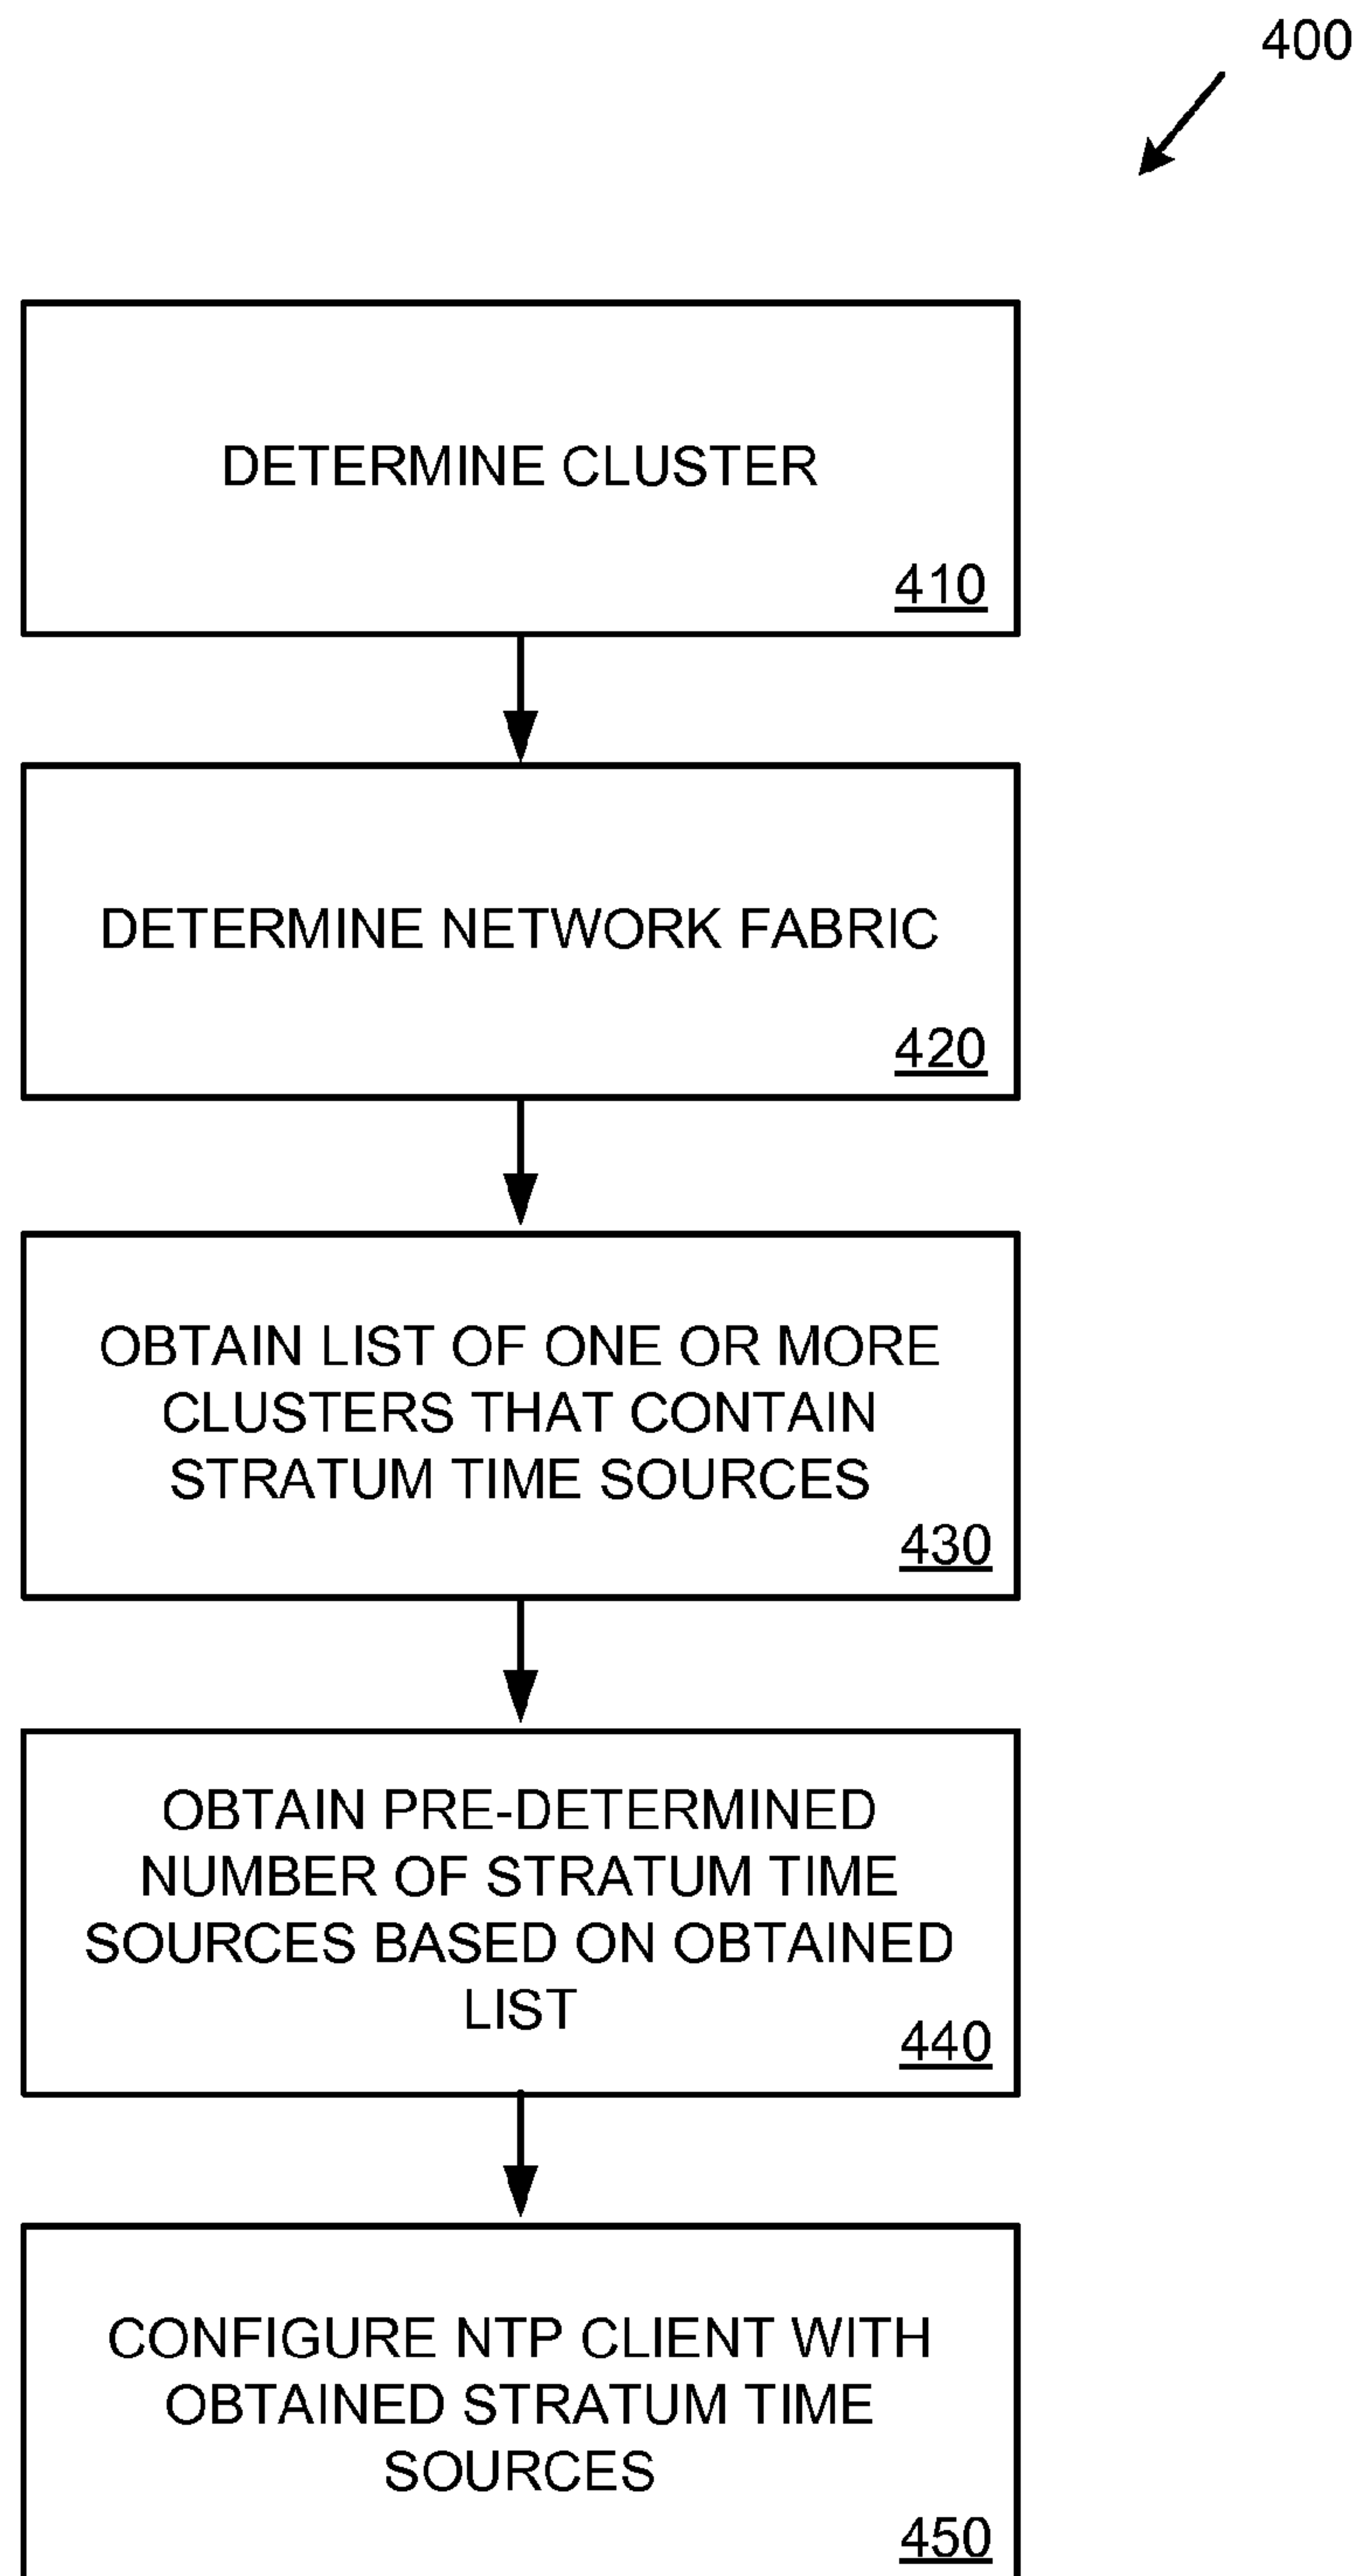 400
DETERMINE CLUSTER
410
DETERMINE NETWORK FABRIC
420
OBTAIN LIST OF ONE OR MORE
CLUSTERS THAT CONTAIN
STRATUM TIME SOURCES
430
OBTAIN PRE-DETERMINED
NUMBER OF STRATUM TIME
SOURCES BASED ON OBTAINED
LIST
440
CONFIGURE NTP CLIENT WITH
OBTAINED STRATUM TIME
SOURCES
450